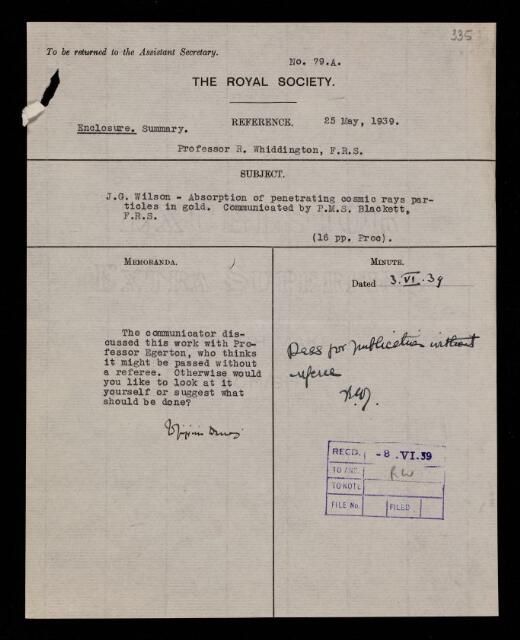 335
To be returned to the Assistant Secretary.
No. 79.A.
THE ROYAL SOCIETY.
REFERENCE.
25 May, 1939.
Enclosure. Summary.
Professor R. Whiddington, F.R.S.
SUBJECT.
J.G. Wilson - Absorption of penetrating cosmic rays par-
ticles in gold. Communicated by P.M.S. Blackett,
F.R.S.
(16 pp. Proc).
MEMORANDA.
The communicator dis-
cussed this work with Pro-
fessor Egerton, who thinks
it might be passed without
a referee. Otherwise would
you like to look at it
yourself or suggest what
should be done?
MINUTE.
Dated 3.VI.39
Pass for publication without
referee
R.W.
RECD. -8.VI.39
TO ANS. RW
TO NOTE
FILE No. FILED